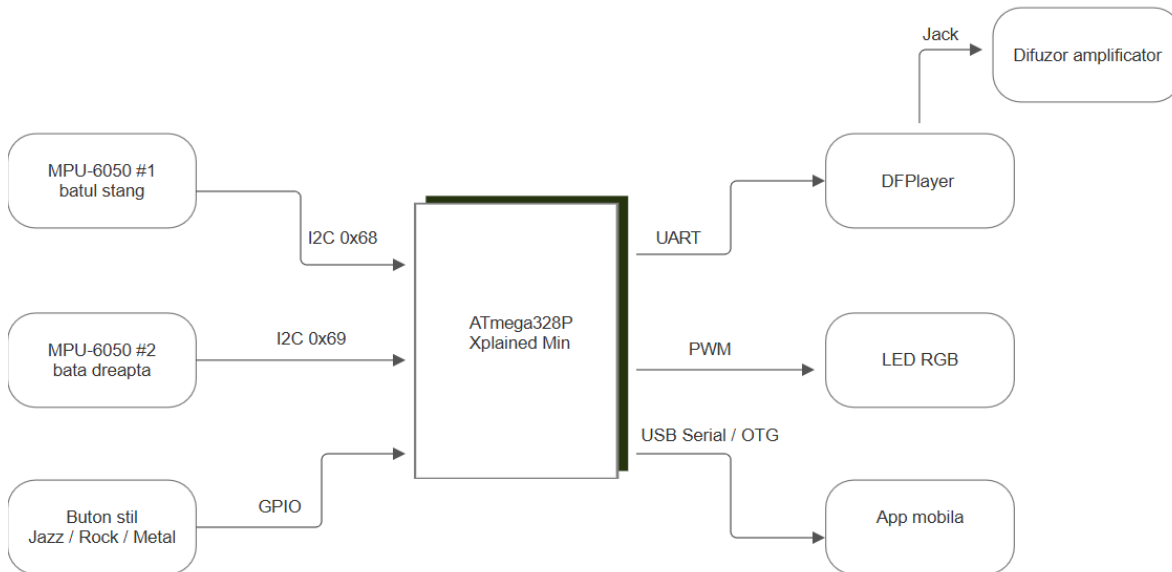 Jack
Difuzor amplificator
MPU-6050 #1
batul stang
DFPlayer
I2C 0x68
UART
ATmega328P
Xplained Min
MPU-6050 #2
bata dreapta
I2C 0x69
PWM
LED RGB
USB Serial / OTG
GPIO
Buton stil
Jazz / Rock / Metal
App mobila